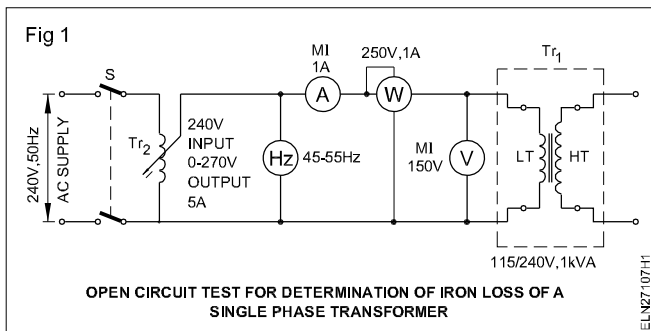 Fig 1
S
240V,50Hz
AC SUPPLY
Tr2
240V
INPUT
0-270V
OUTPUT
5A
Hz
45-55Hz
MI
1A
A
250V,1A
W
MI
150V
V
Tr1
LT
HT
115/240V,1kVA
OPEN CIRCUIT TEST FOR DETERMINATION OF IRON LOSS OF A
SINGLE PHASE TRANSFORMER
ELN27107H1